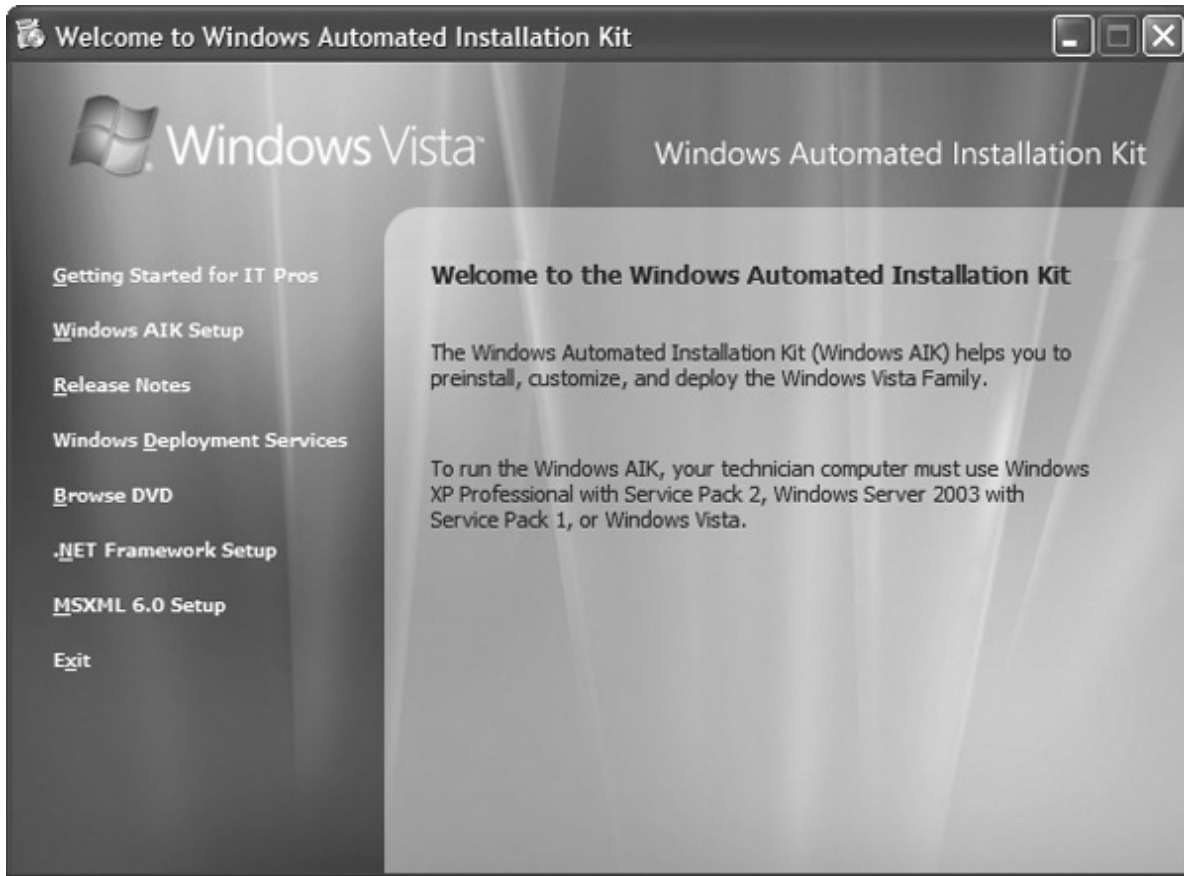 Welcome to Windows Automated Installation Kit
Windows Vista™
Windows Automated Installation Kit
Getting Started for IT Pros
Windows AIK Setup
Release Notes
Windows Deployment Services
Browse DVD
.NET Framework Setup
MSXML 6.0 Setup
Exit
Welcome to the Windows Automated Installation Kit
The Windows Automated Installation Kit (Windows AIK) helps you to
preinstall, customize, and deploy the Windows Vista Family.
To run the Windows AIK, your technician computer must use Windows
XP Professional with Service Pack 2, Windows Server 2003 with
Service Pack 1, or Windows Vista.